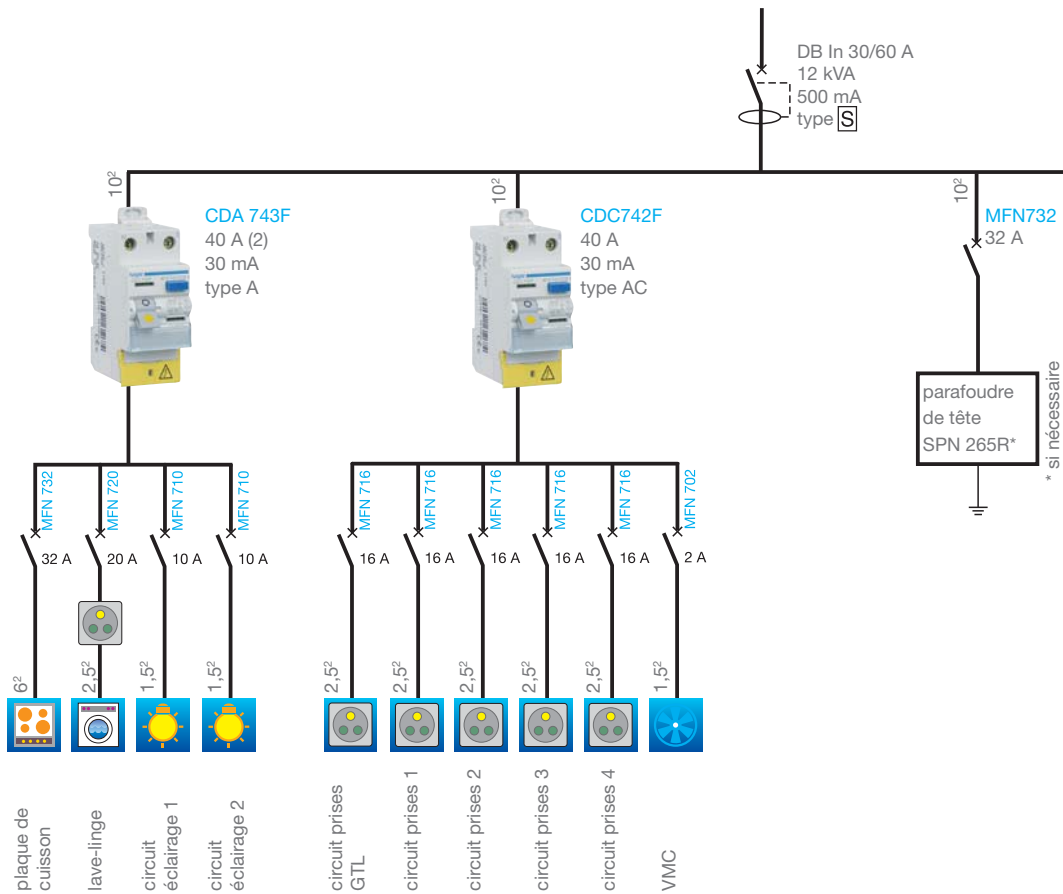 DB In 30/60 A
12 kVA
500 mA
type S
10²
CDA 743F
40 A (2)
30 mA
type A
10²
CDC742F
40 A
30 mA
type AC
10²
MFN732
32 A
parafoudre
de tête
SPN 265R*
* si nécessaire
MFN 732
MFN 720
MFN 710
MFN 710
MFN 716
MFN 716
MFN 716
MFN 716
MFN 716
MFN 702
32 A
20 A
10 A
10 A
16 A
16 A
16 A
16 A
16 A
2 A
6²
2,5²
1,5²
1,5²
2,5²
2,5²
2,5²
2,5²
2,5²
1,5²
plaque de
cuisson
lave-linge
circuit
éclairage 1
circuit
éclairage 2
circuit prises
GTL
circuit prises 1
circuit prises 2
circuit prises 3
circuit prises 4
VMC